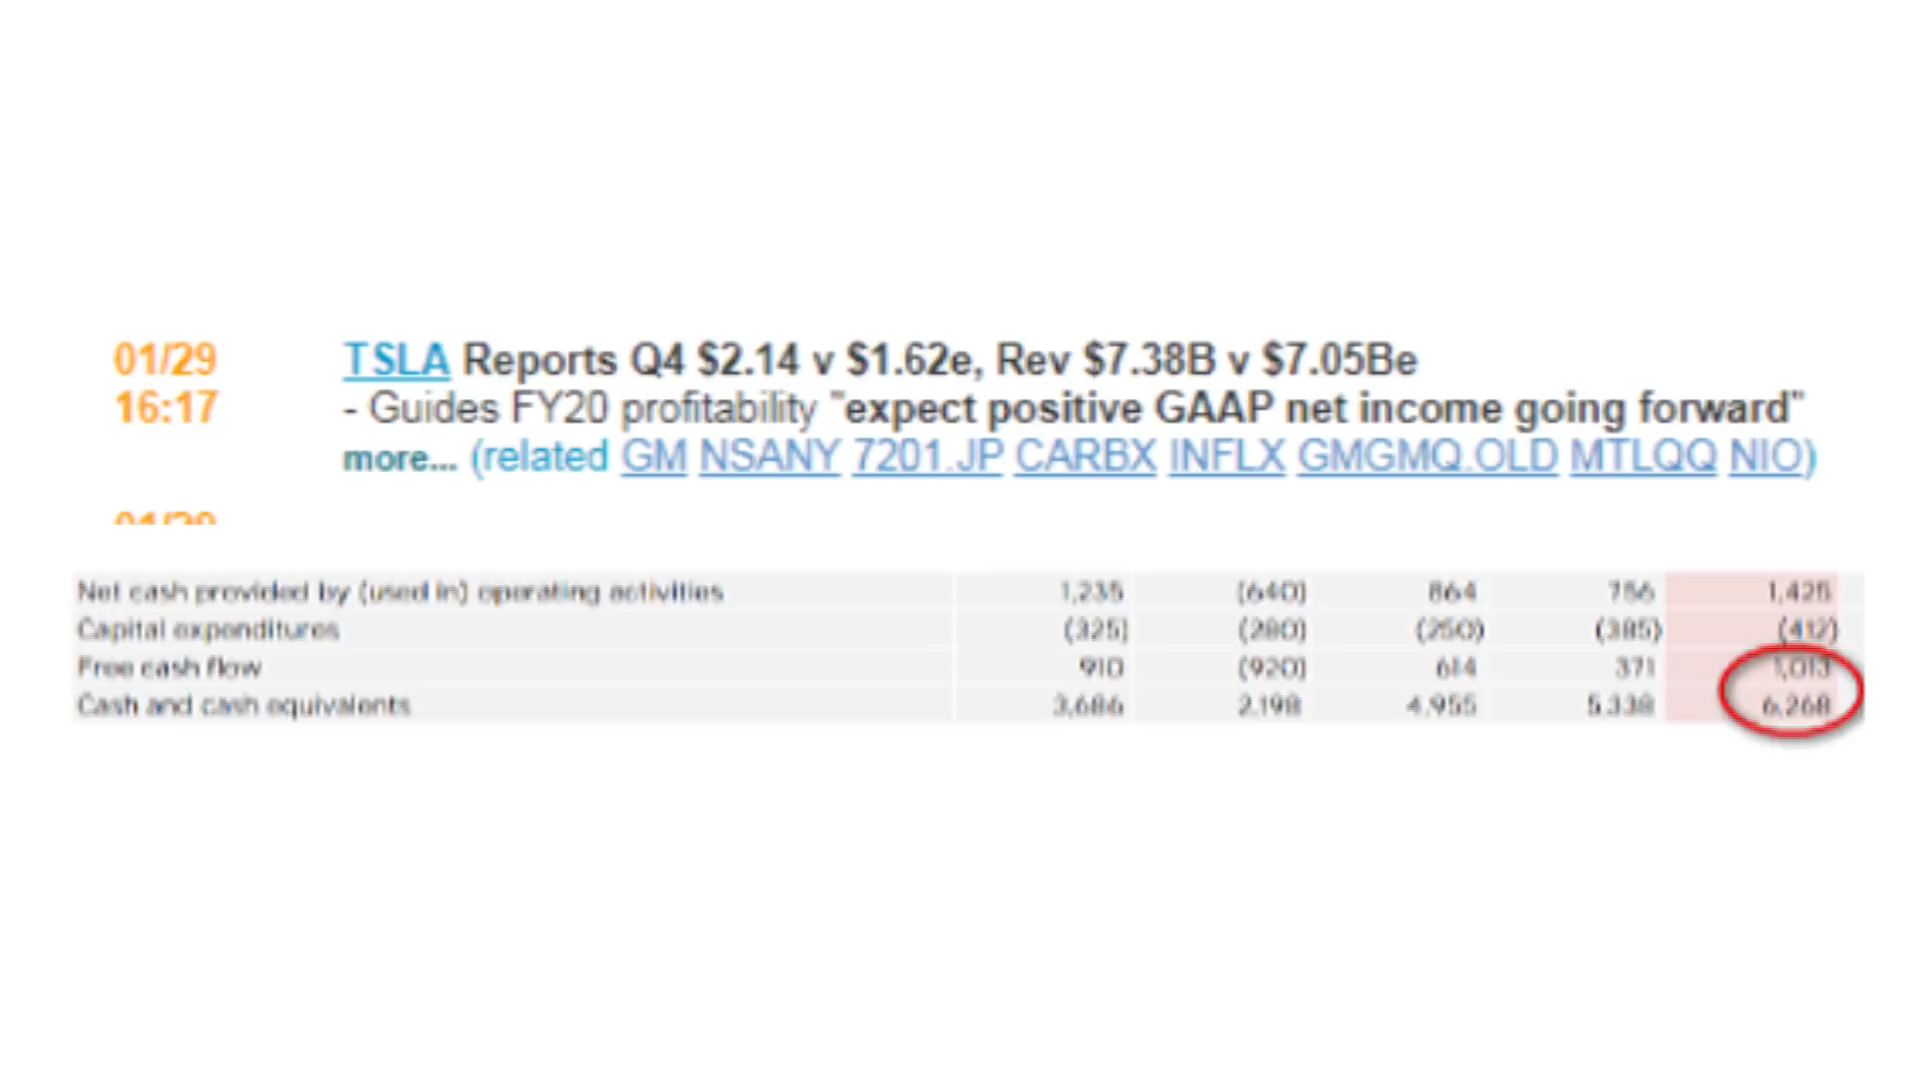 01/29 TSLA Reports Q4 $2.14 v $1.62e, Rev $7.38B v $7.05Be
16:17 - Guides FY20 profitability "expect positive GAAP net income going forward"
more... (related GM NSANY 7201.JP CARBX INFLX GMGMQ.OLD MTLQQ NIO)
Net cash provided by (used in) operating activities 1,235 (640) 864 756 1,425
Capital expenditures (325) (280) (250) (385) (412)
Free cash flow 910 (920) 614 371 1,013
Cash and cash equivalents 3,686 2,198 4,955 5,338 6,268